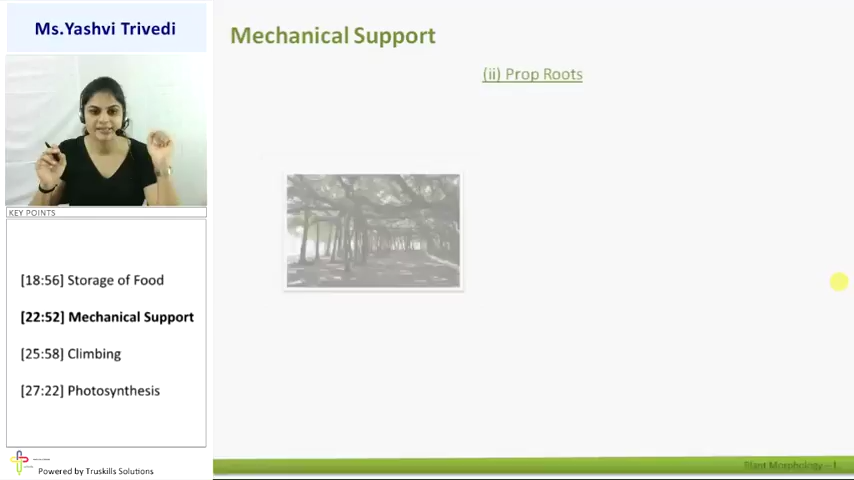 Ms.Yashvi Trivedi
Mechanical Support
(ii) Prop Roots
KEY POINTS
[18:56] Storage of Food
[22:52] Mechanical Support
[25:58] Climbing
[27:22] Photosynthesis
Powered by Truskills Solutions
Plant Morphology – I